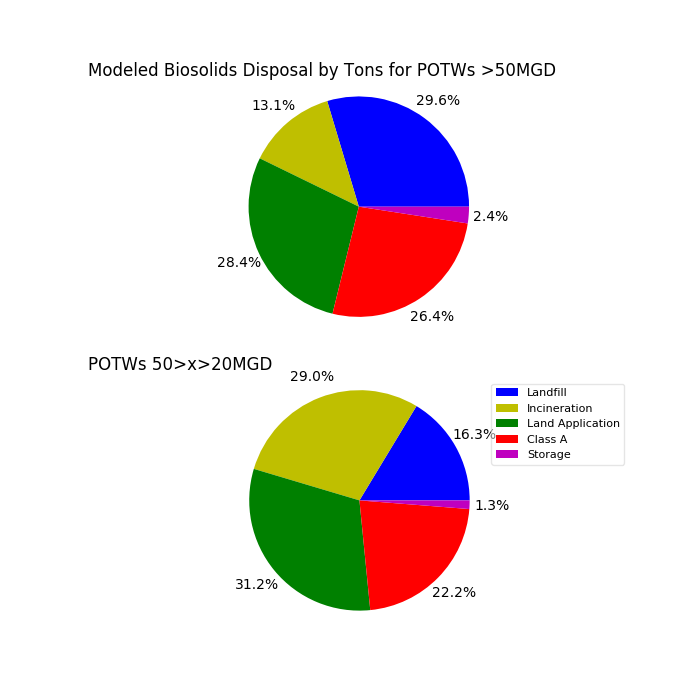 Modeled Biosolids Disposal by Tons for POTWs >50MGD
29.6%
13.1%
28.4%
26.4%
2.4%
POTWs 50>x>20MGD
16.3%
29.0%
31.2%
22.2%
1.3%
Landfill
Incineration
Land Application
Class A
Storage